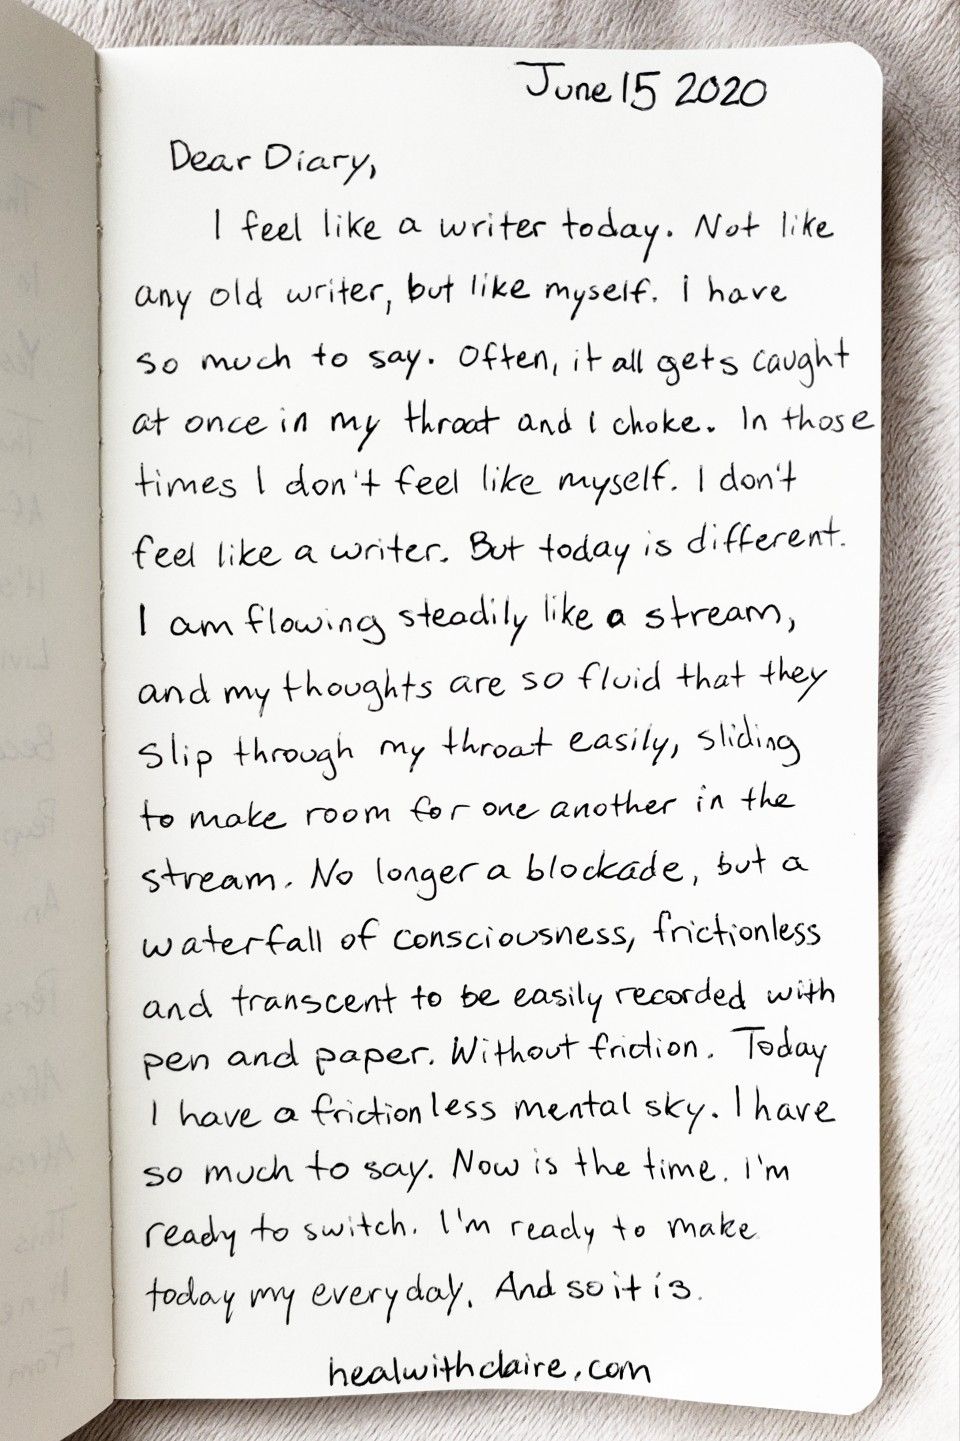 June 15 2020
Dear Diary,
I feel like a writer today. Not like
any old writer, but like myself. I have
so much to say. Often, it all gets caught
at once in my throat and I choke. In those
times I don't feel like myself. I don't
feel like a writer. But today is different.
I am flowing steadily like a stream,
and my thoughts are so fluid that they
slip through my throat easily, sliding
to make room for one another in the
stream. No longer a blockade, but a
waterfall of consciousness, frictionless
and transcent to be easily recorded with
pen and paper. Without friction. Today
I have a frictionless mental sky. I have
so much to say. Now is the time. I'm
ready to switch. I'm ready to make
today my everyday. And so it is.
healwithclaire.com